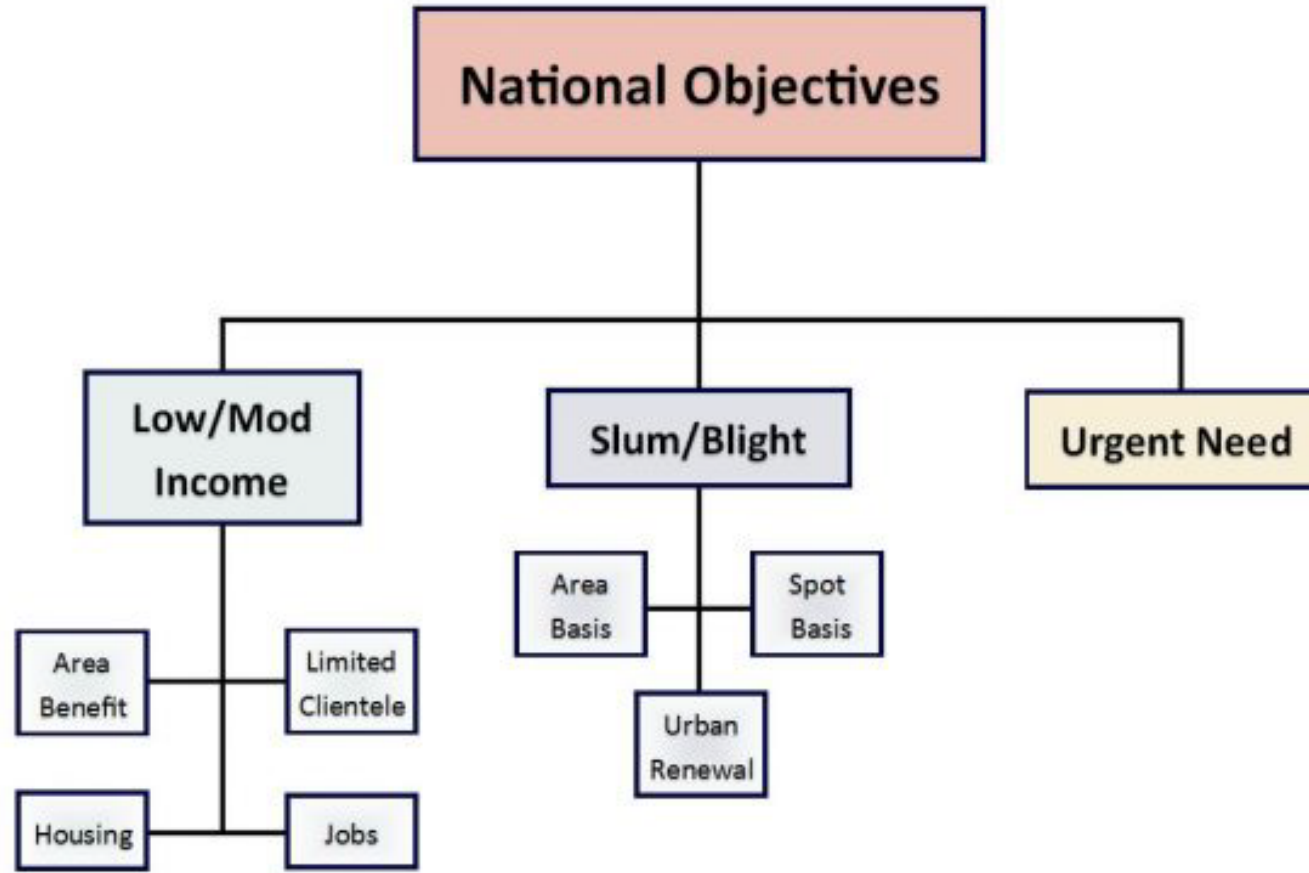 National Objectives
Low/Mod
Income
Slum/Blight
Urgent Need
Area
Benefit
Limited
Clientele
Housing
Jobs
Area
Basis
Spot
Basis
Urban
Renewal